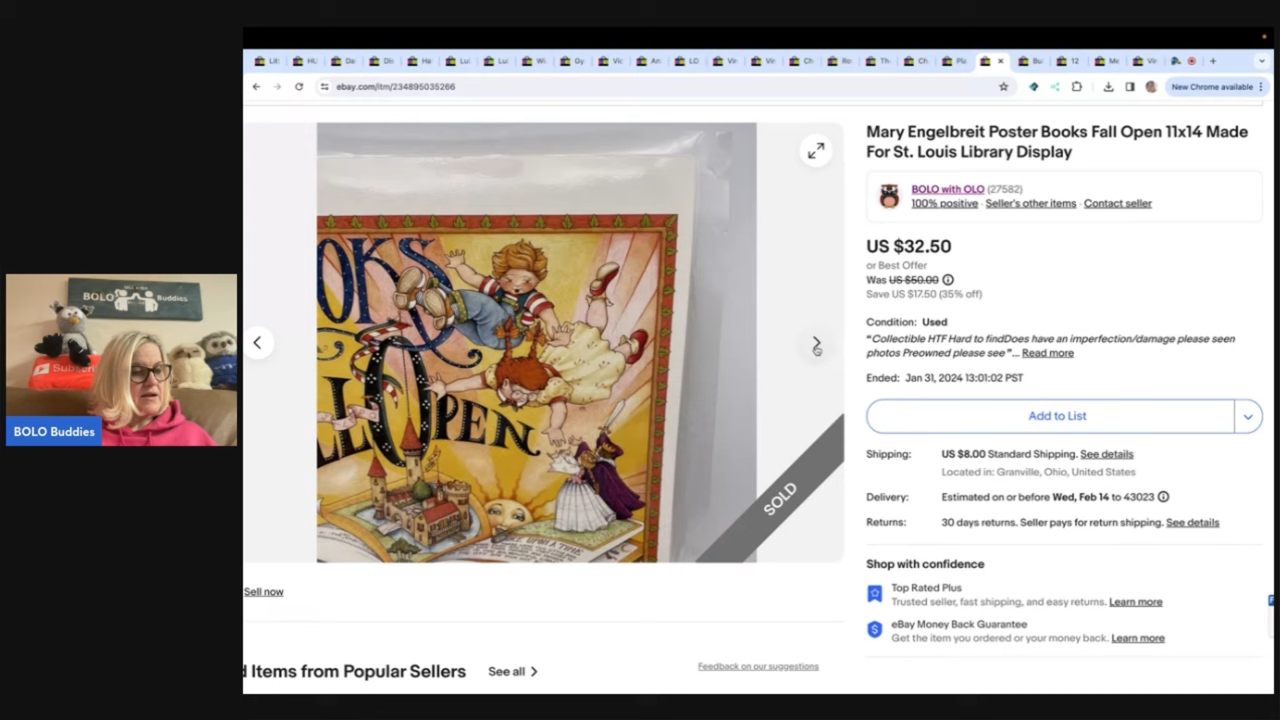 ebay.com/itm/234895035266
New Chrome available
Mary Engelbreit Poster Books Fall Open 11x14 Made
For St. Louis Library Display
BOLO with OLO (27582)
100% positive · Seller's other items · Contact seller
US $32.50
or Best Offer
Was US $50.00
Save US $17.50 (35% off)
Condition: Used
“Collectible HTF Hard to findDoes have an imperfection/damage please seen
photos Preowned please see”... Read more
Ended: Jan 31, 2024 13:01:02 PST
Add to List
Shipping: US $8.00 Standard Shipping. See details
Located in: Granville, Ohio, United States
Delivery: Estimated on or before Wed, Feb 14 to 43023
Returns: 30 days returns. Seller pays for return shipping. See details
Shop with confidence
Top Rated Plus
Trusted seller, fast shipping, and easy returns. Learn more
eBay Money Back Guarantee
Get the item you ordered or your money back. Learn more
OOKS
OPEN
SOLD
Sell now
d Items from Popular Sellers See all
Feedback on our suggestions
BOLO Buddies
BOLO Buddies